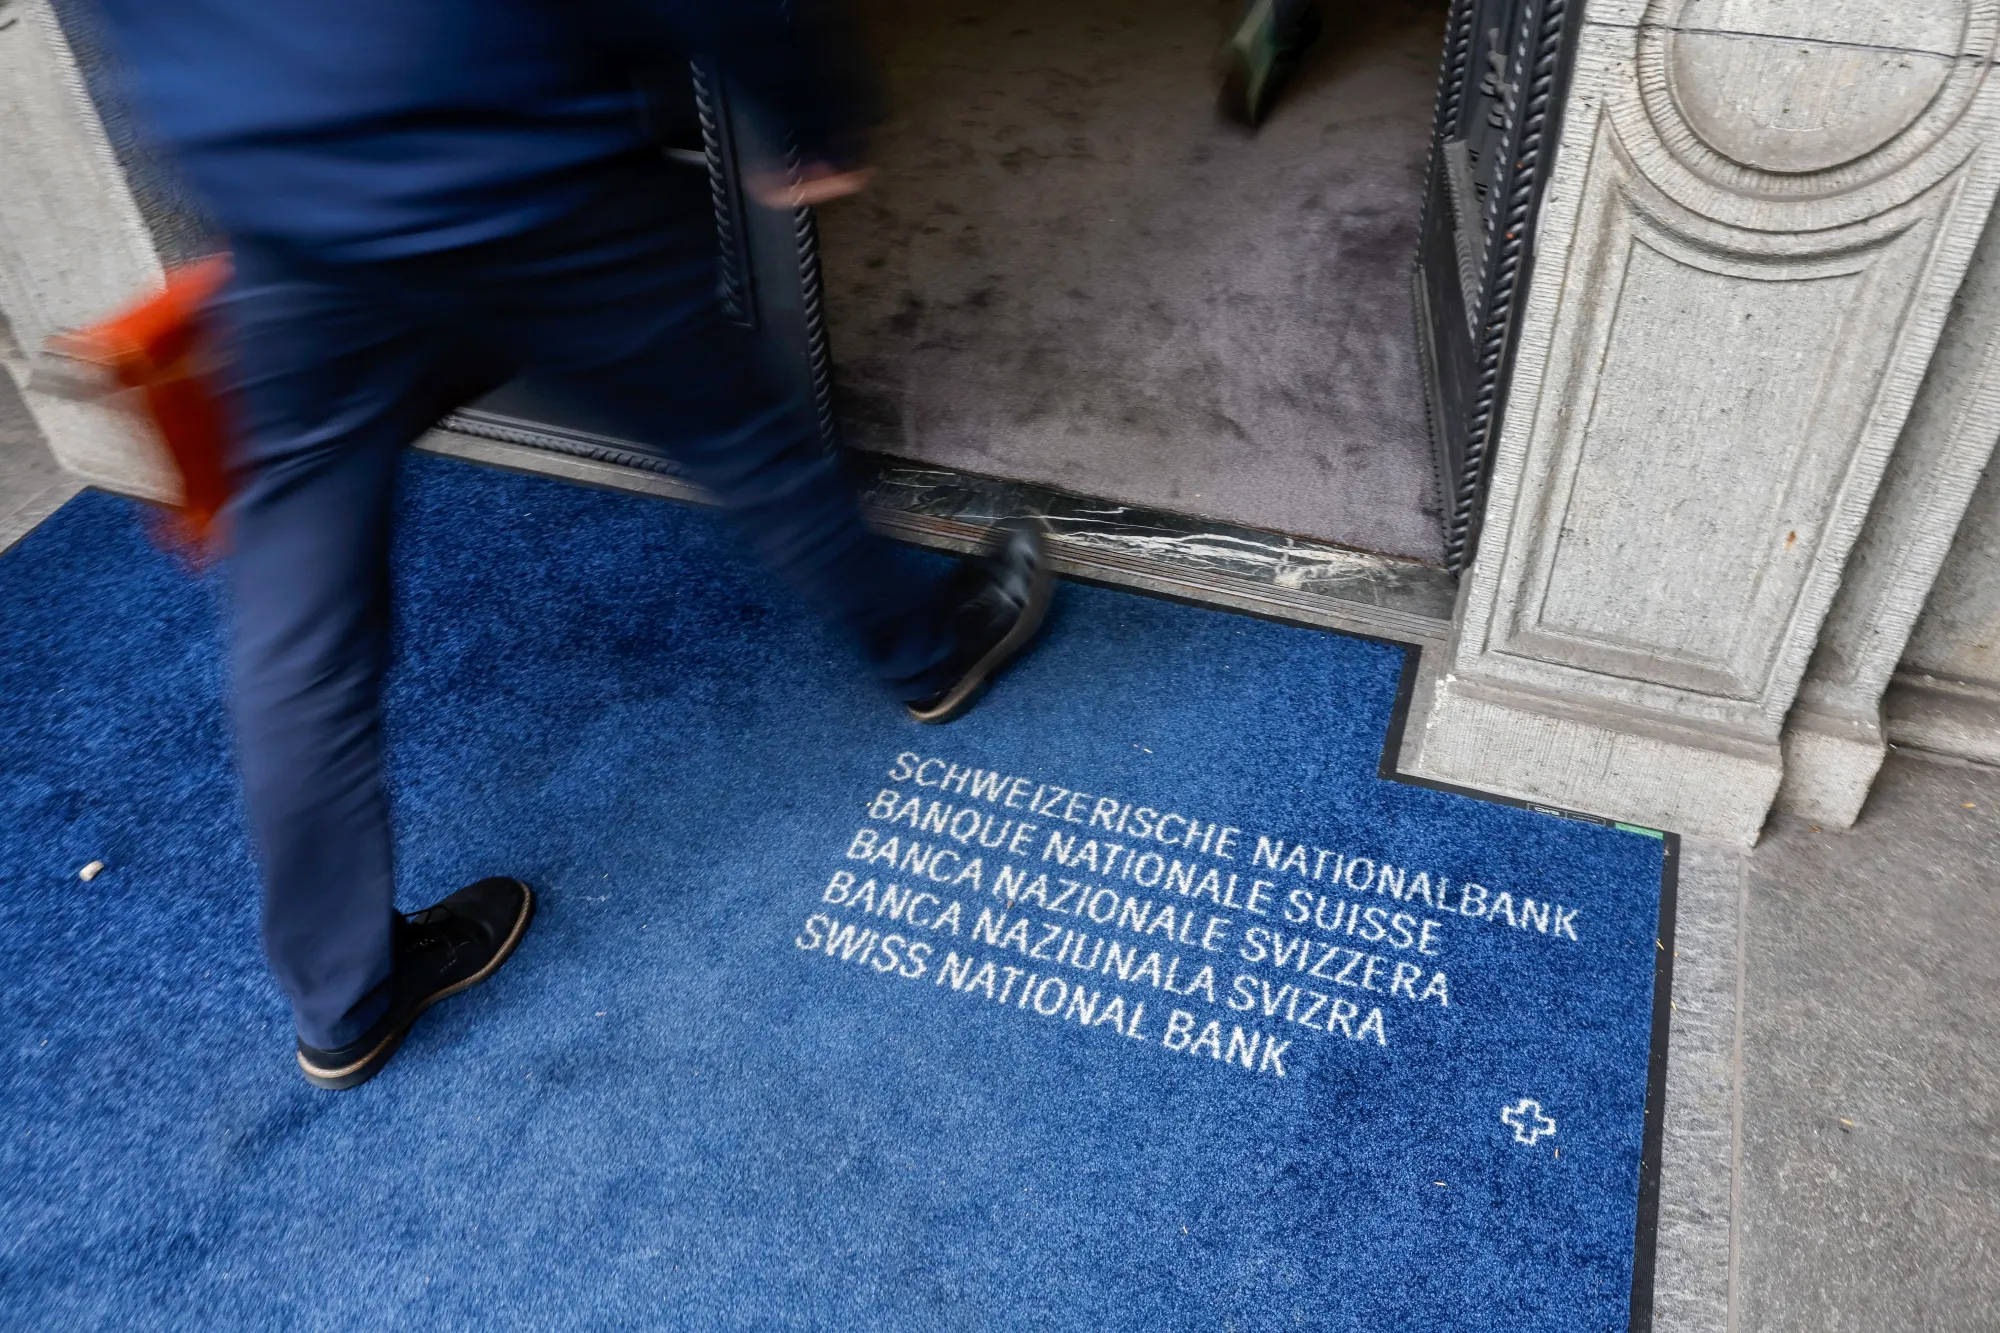 SCHWEIZERISCHE NATIONALBANK
BANQUE NATIONALE SUISSE
BANCA NAZIONALE SVIZZERA
BANCA NAZIUNALA SVIZRA
SWISS NATIONAL BANK